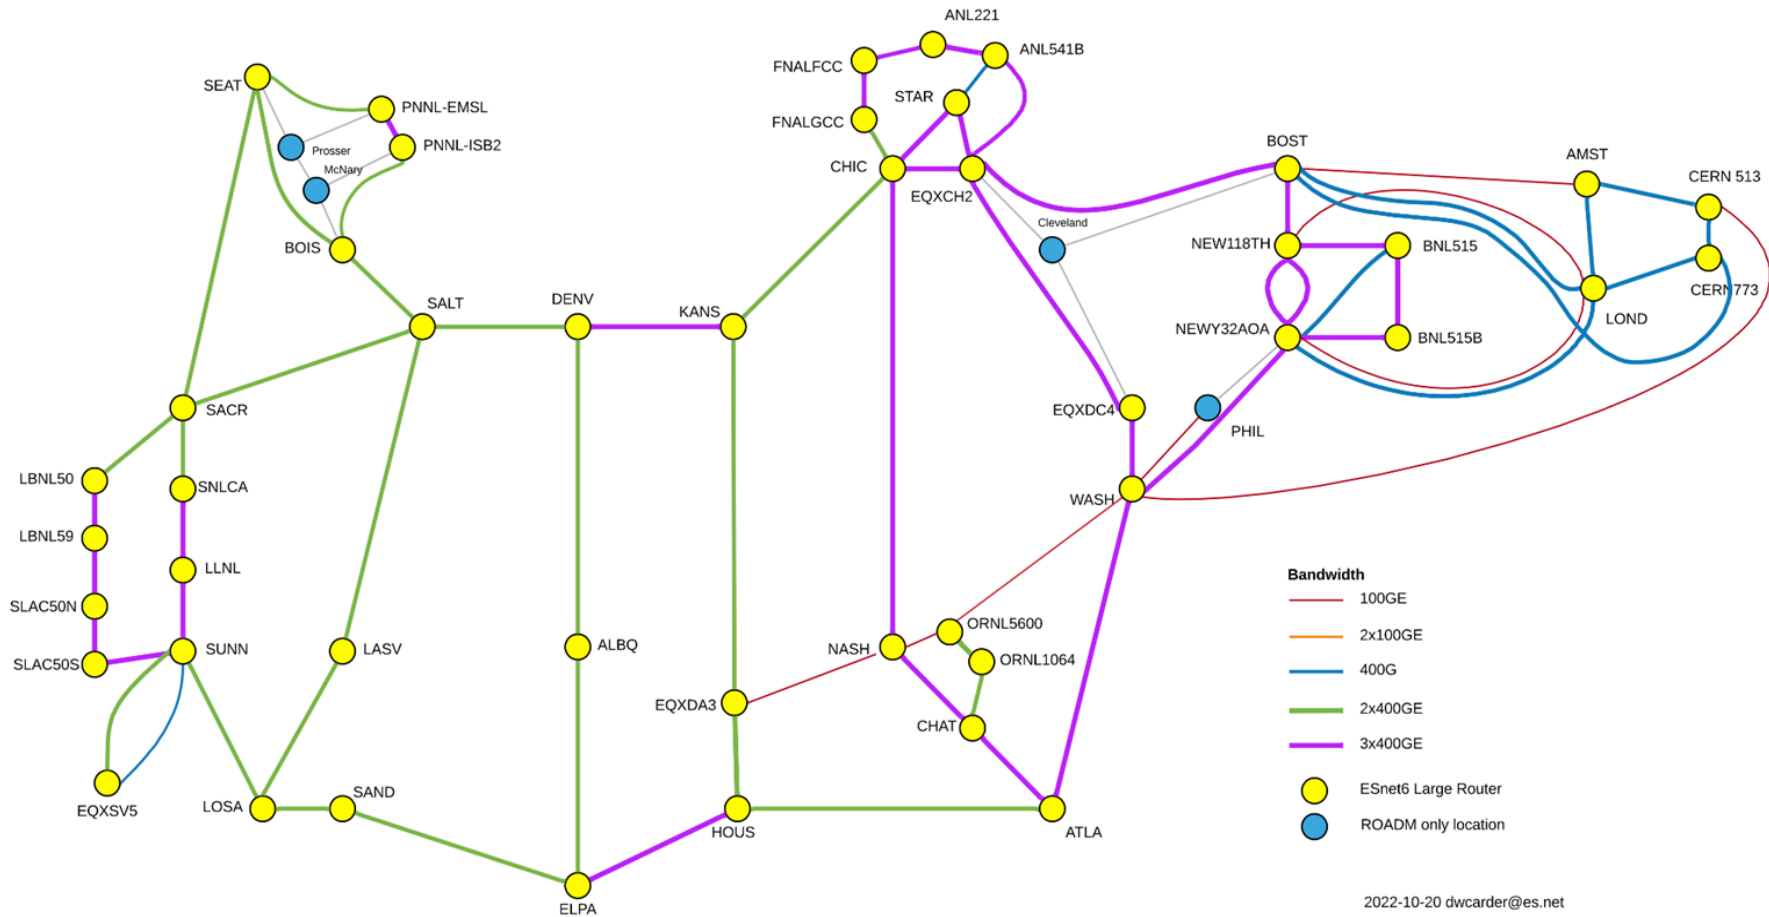 ANL221
ANL541B
FNALFCC
SEAT
STAR
PNNL-EMSL
FNALGCC
PNNL-ISB2
Prosser
BOST
AMST
McNary
CHIC
CERN 513
EQXCH2
Cleveland
BOIS
NEW118TH
BNL515
CERN773
SALT
DENV
KANS
LOND
NEWY32AOA
BNL515B
SACR
EQXDC4
PHIL
LBNL50
SNLCA
WASH
LBNL59
LLNL
Bandwidth
100GE
SLAC50N
ORNL5600
2x100GE
SUNN
LASV
ALBQ
NASH
SLAC50S
ORNL1064
400G
EQXDA3
2x400GE
CHAT
3x400GE
SAND
ESnet6 Large Router
EQXSV5
LOSA
HOUS
ATLA
ROADM only location
ELPA
2022-10-20 dwcarder@es.net